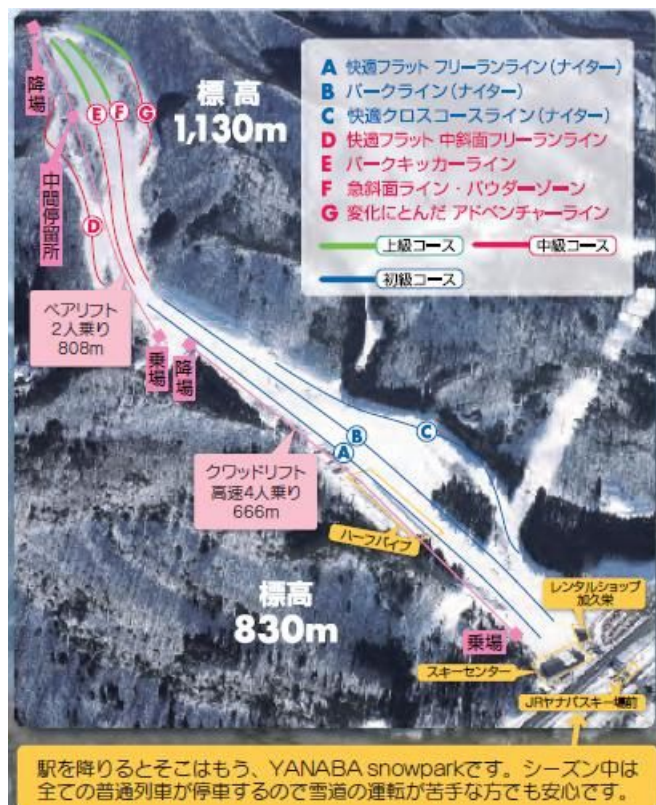 A 快適フラット フリーランライン(ナイター)
B パークライン(ナイター)
C 快適クロスコースライン(ナイター)
D 快適フラット 中斜面フリーランライン
E パークキッカーライン
F 急斜面ライン・パウダーゾーン
G 変化にとんだ アドベンチャーライン
上級コース
中級コース
初級コース
降場
標高
1,130m
E
F
G
中間停留所
D
ペアリフト
2人乗り
808m
乗場
降場
C
B
A
クワッドリフト
高速4人乗り
666m
ハーフパイプ
標高
830m
レンタルショップ
加久栄
乗場
スキーセンター
JRヤナバスキー場前
駅を降りるとそこはもう、YANABA snowparkです。シーズン中は
全ての普通列車が停車するので雪道の運転が苦手な方でも安心です。